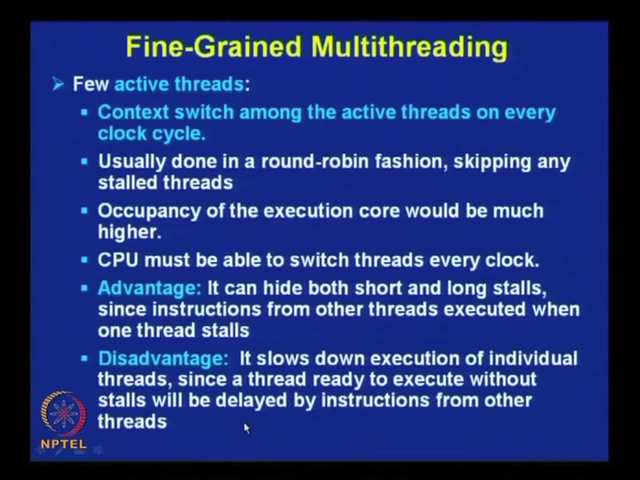 Fine-Grained Multithreading
Few active threads:
Context switch among the active threads on every
clock cycle.
Usually done in a round-robin fashion, skipping any
stalled threads
Occupancy of the execution core would be much
higher.
CPU must be able to switch threads every clock.
Advantage: It can hide both short and long stalls,
since instructions from other threads executed when
one thread stalls
Disadvantage: It slows down execution of individual
threads, since a thread ready to execute without
stalls will be delayed by instructions from other
threads
NPTEL